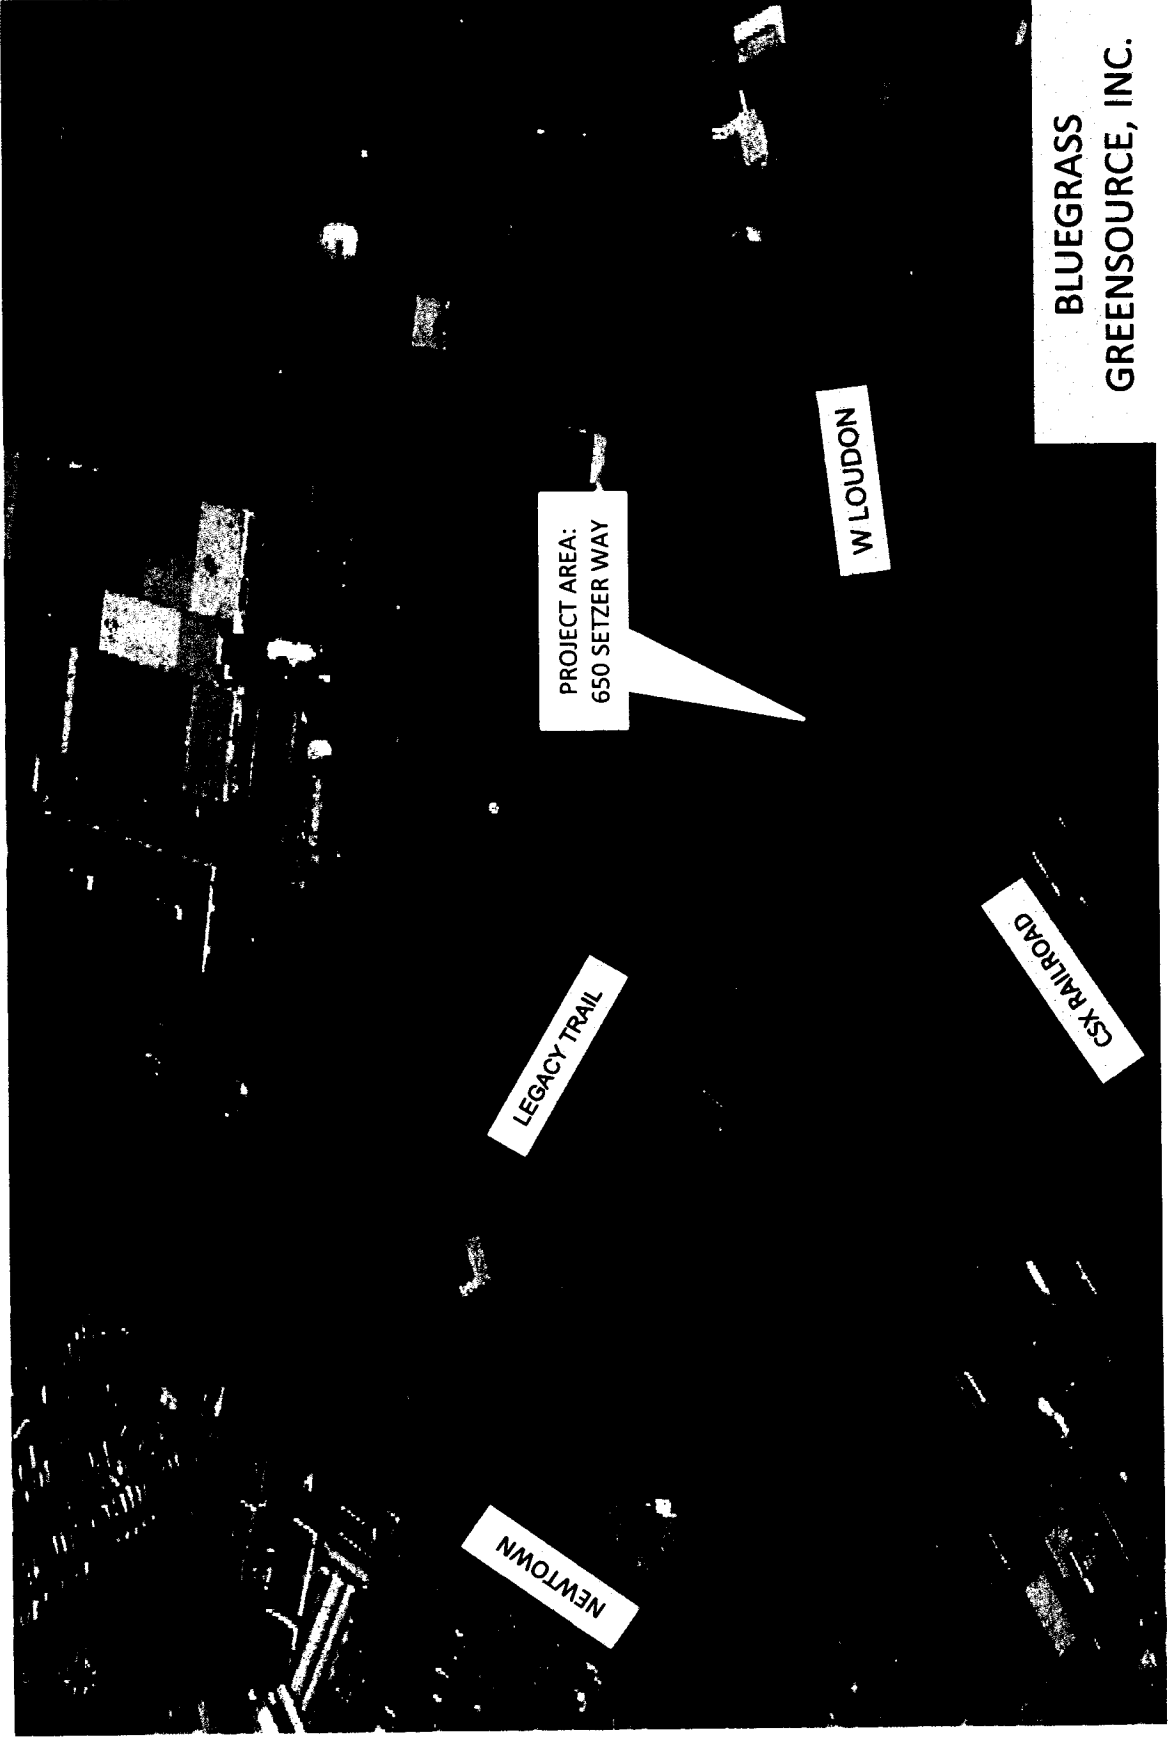 BLUEGRASS
GREENSOURCE, INC.
PROJECT AREA:
650 SETZER WAY
W LOUDON
LEGACY TRAIL
CSX RAILROAD
NEWTOWN